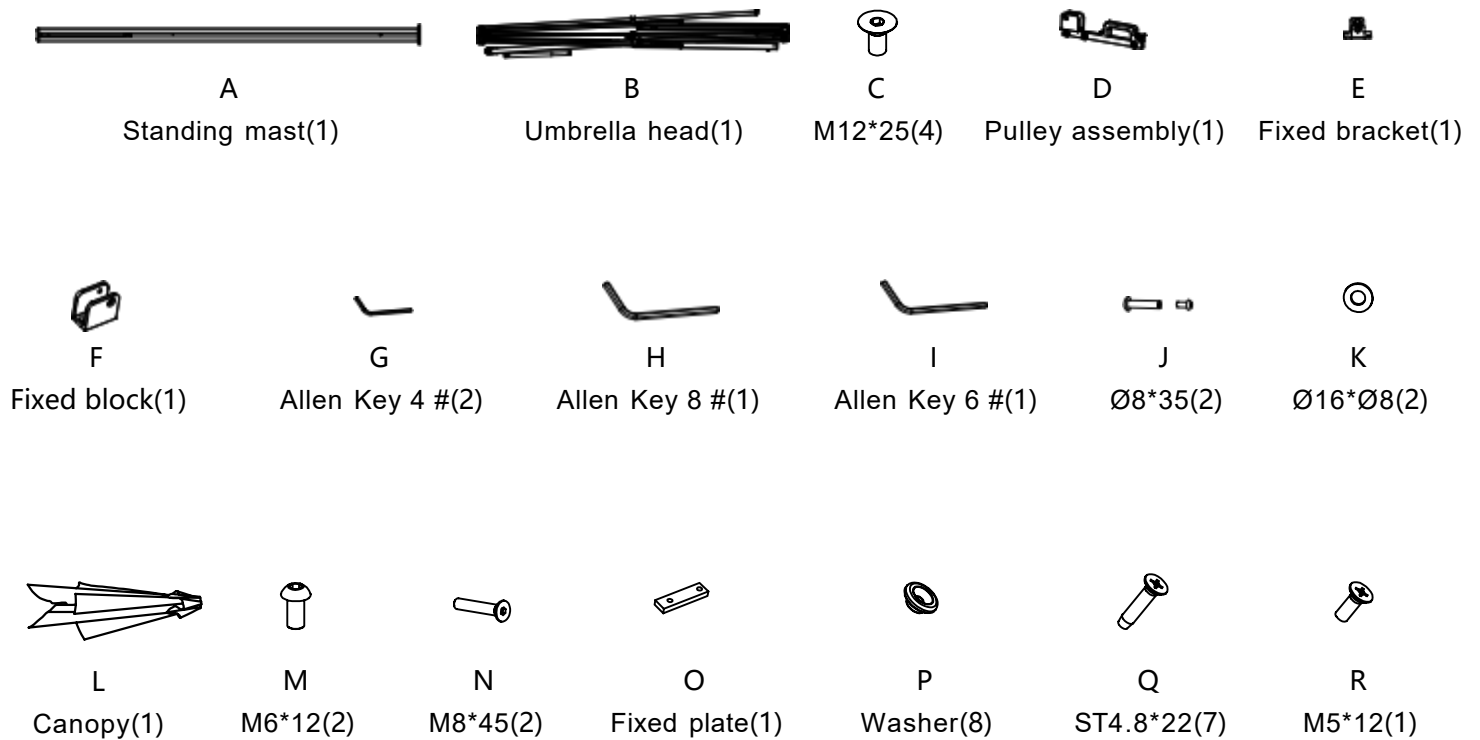 A B C D E
Standing mast(1) Umbrella head(1) M12*25(4) Pulley assembly(1) Fixed bracket(1)
F G H I J K
Fixed block(1) Allen Key 4 #(2) Allen Key 8 #(1) Allen Key 6 #(1) Ø8*35(2) Ø16*Ø8(2)
L M N O P Q R
Canopy(1) M6*12(2) M8*45(2) Fixed plate(1) Washer(8) ST4.8*22(7) M5*12(1)